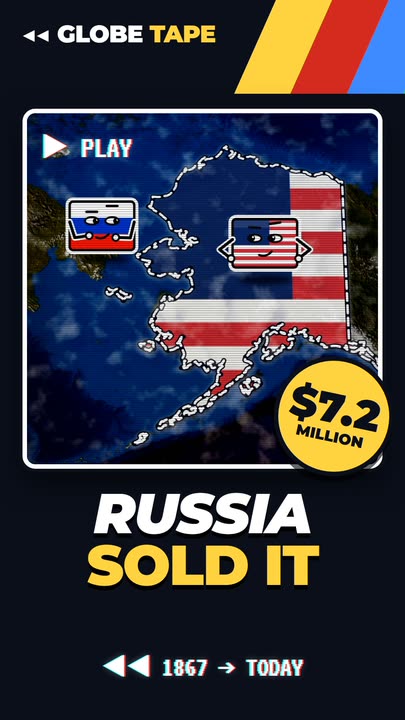 ◀◀ GLOBE TAPE
▶ PLAY
$7.2
MILLION
RUSSIA
SOLD IT
◀◀ 1867 → TODAY